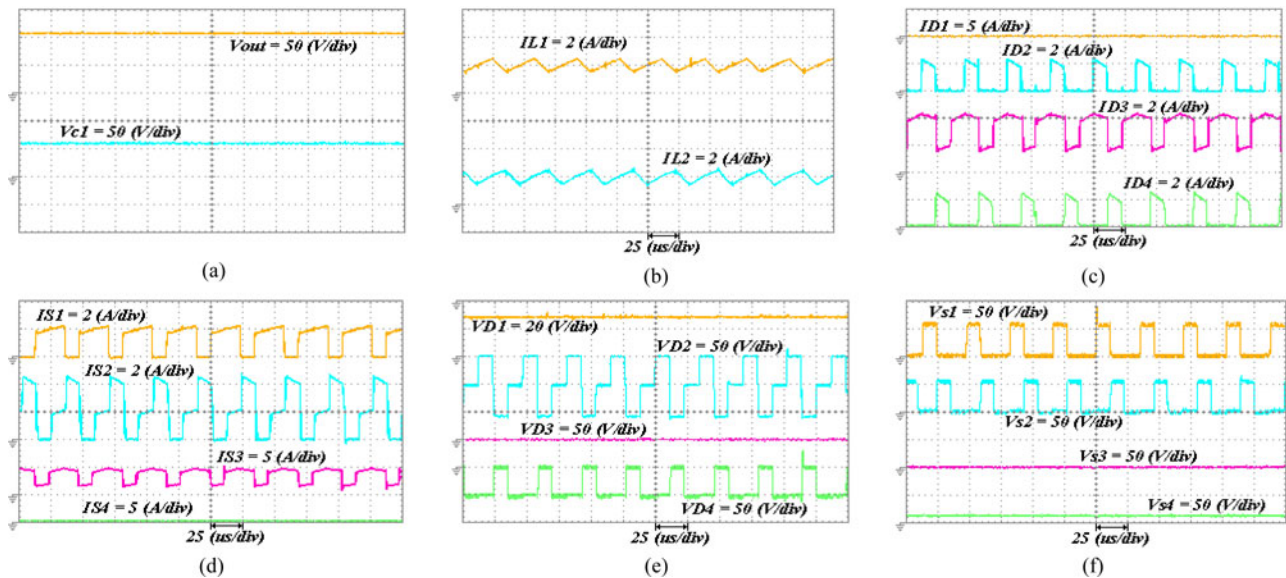 Vout = 50 (V/div)
Vc1 = 50 (V/div)
(a)
IL1 = 2 (A/div)
IL2 = 2 (A/div)
25 (us/div)
(b)
ID1 = 5 (A/div)
ID2 = 2 (A/div)
ID3 = 2 (A/div)
ID4 = 2 (A/div)
25 (us/div)
(c)
IS1 = 2 (A/div)
IS2 = 2 (A/div)
IS3 = 5 (A/div)
IS4 = 5 (A/div)
25 (us/div)
(d)
VD1 = 20 (V/div)
VD2 = 50 (V/div)
VD3 = 50 (V/div)
VD4 = 50 (V/div)
25 (us/div)
(e)
Vs1 = 50 (V/div)
Vs2 = 50 (V/div)
Vs3 = 50 (V/div)
Vs4 = 50 (V/div)
25 (us/div)
(f)